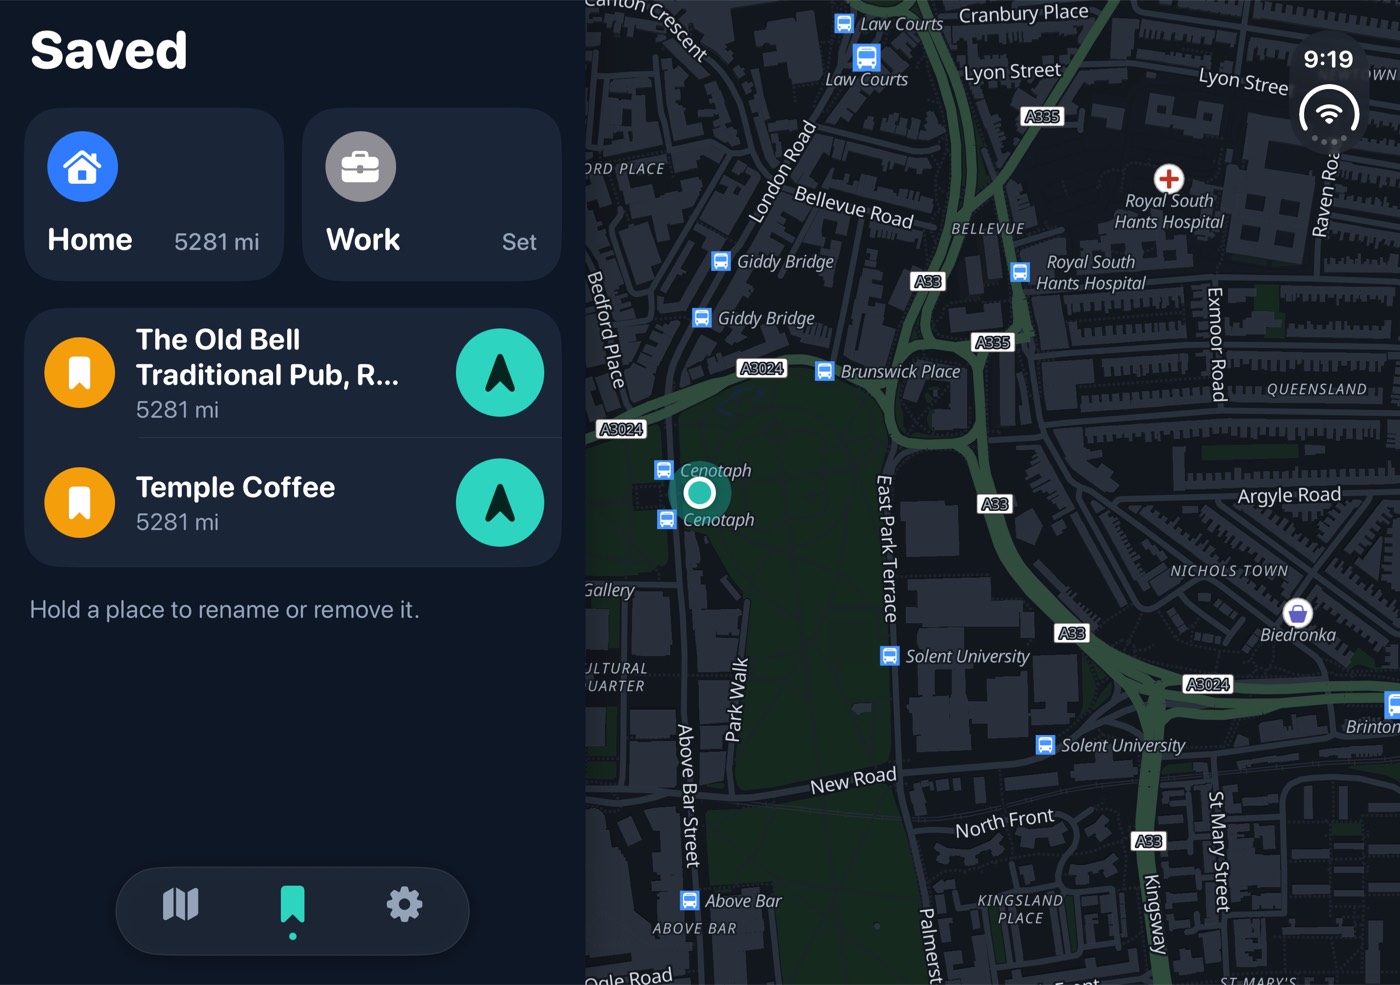 Saved
Home
5281 mi
Work
Set
The Old Bell
Traditional Pub, R...
5281 mi
Temple Coffee
5281 mi
Hold a place to rename or remove it.
9:19
Crescent
Law Courts
Cranbury Place
Law Courts
Lyon Street
Lyon Stree
A335
London Road
PLACE
Bellevue Road
BELLEVUE
Royal South
Hants Hospital
Raven Roa
Giddy Bridge
A33
Royal South
Hants Hospital
Giddy Bridge
Bedford Place
Exmoor Road
A335
A3024
Brunswick Place
QUEENSLAND
A3024
Cenotaph
Cenotaph
East Park Terrace
A33
Argyle Road
NICHOLS TOWN
Gallery
Biedronka
A33
Solent University
ULTURAL
UARTER
Park Walk
A3024
Brinton
Above Bar Street
Solent University
New Road
North Front
St Mary Street
A33
Above Bar
ABOVE BAR
KINGSLAND
PLACE
Kingsway
Palmerst
Ogle Road
ST MARY'S